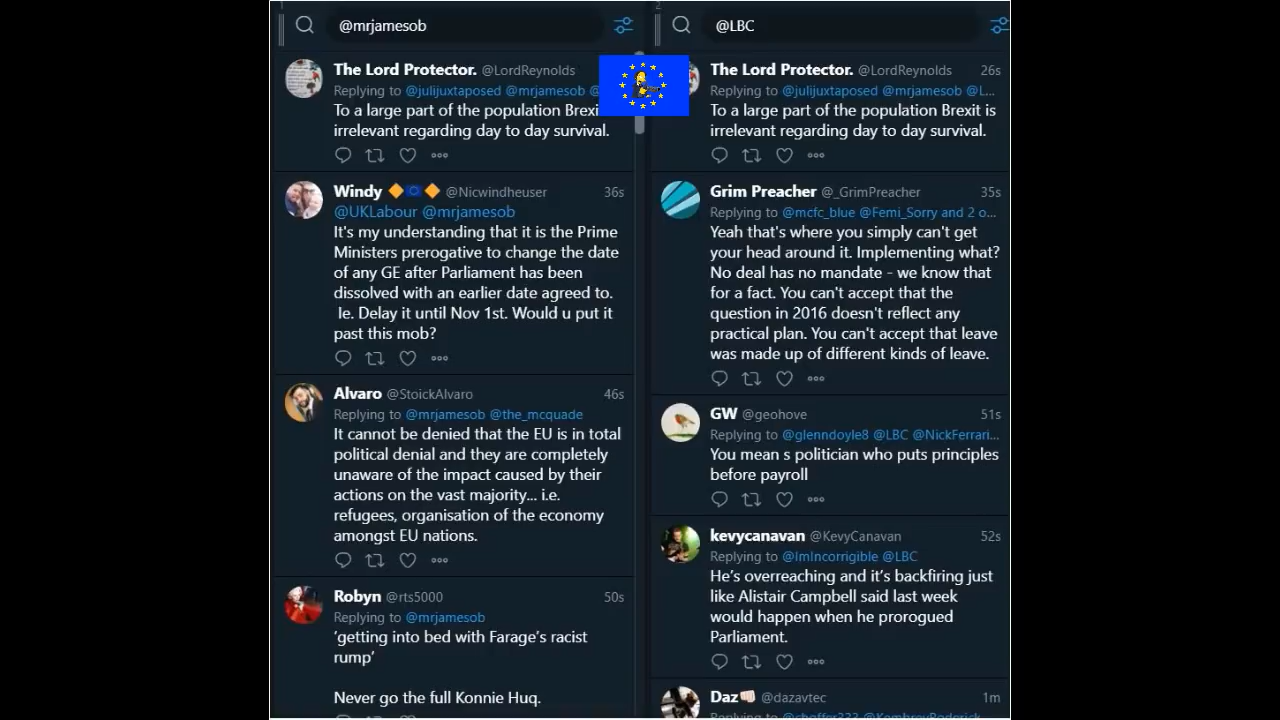 1
@mrjamesob
The Lord Protector. @LordReynolds
Replying to @julijuxtaposed @mrjamesob @
To a large part of the population Brexi
irrelevant regarding day to day survival.
Windy @Nicwindheuser 36s
@UKLabour @mrjamesob
It's my understanding that it is the Prime
Ministers prerogative to change the date
of any GE after Parliament has been
dissolved with an earlier date agreed to.
Ie. Delay it until Nov 1st. Would u put it
past this mob?
Alvaro @StoickAlvaro 46s
Replying to @mrjamesob @the_mcquade
It cannot be denied that the EU is in total
political denial and they are completely
unaware of the impact caused by their
actions on the vast majority... i.e.
refugees, organisation of the economy
amongst EU nations.
Robyn @rts5000 50s
Replying to @mrjamesob
‘getting into bed with Farage’s racist
rump’
Never go the full Konnie Huq.
2
@LBC
The Lord Protector. @LordReynolds 26s
Replying to @julijuxtaposed @mrjamesob @L...
To a large part of the population Brexit is
irrelevant regarding day to day survival.
Grim Preacher @_GrimPreacher 35s
Replying to @mcfc_blue @Femi_Sorry and 2 o...
Yeah that's where you simply can't get
your head around it. Implementing what?
No deal has no mandate - we know that
for a fact. You can't accept that the
question in 2016 doesn't reflect any
practical plan. You can't accept that leave
was made up of different kinds of leave.
GW @geohove 51s
Replying to @glenndoyle8 @LBC @NickFerrari...
You mean s politician who puts principles
before payroll
kevycanavan @KevyCanavan 52s
Replying to @ImIncorrigible @LBC
He’s overreaching and it’s backfiring just
like Alistair Campbell said last week
would happen when he prorogued
Parliament.
Daz @dazavtec 1m
Replying to